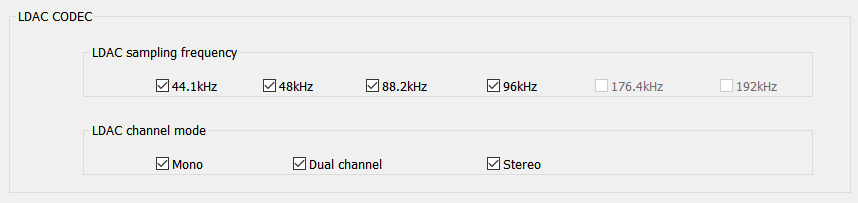 LDAC CODEC
LDAC sampling frequency
44.1kHz 48kHz 88.2kHz 96kHz 176.4kHz 192kHz
LDAC channel mode
Mono Dual channel Stereo